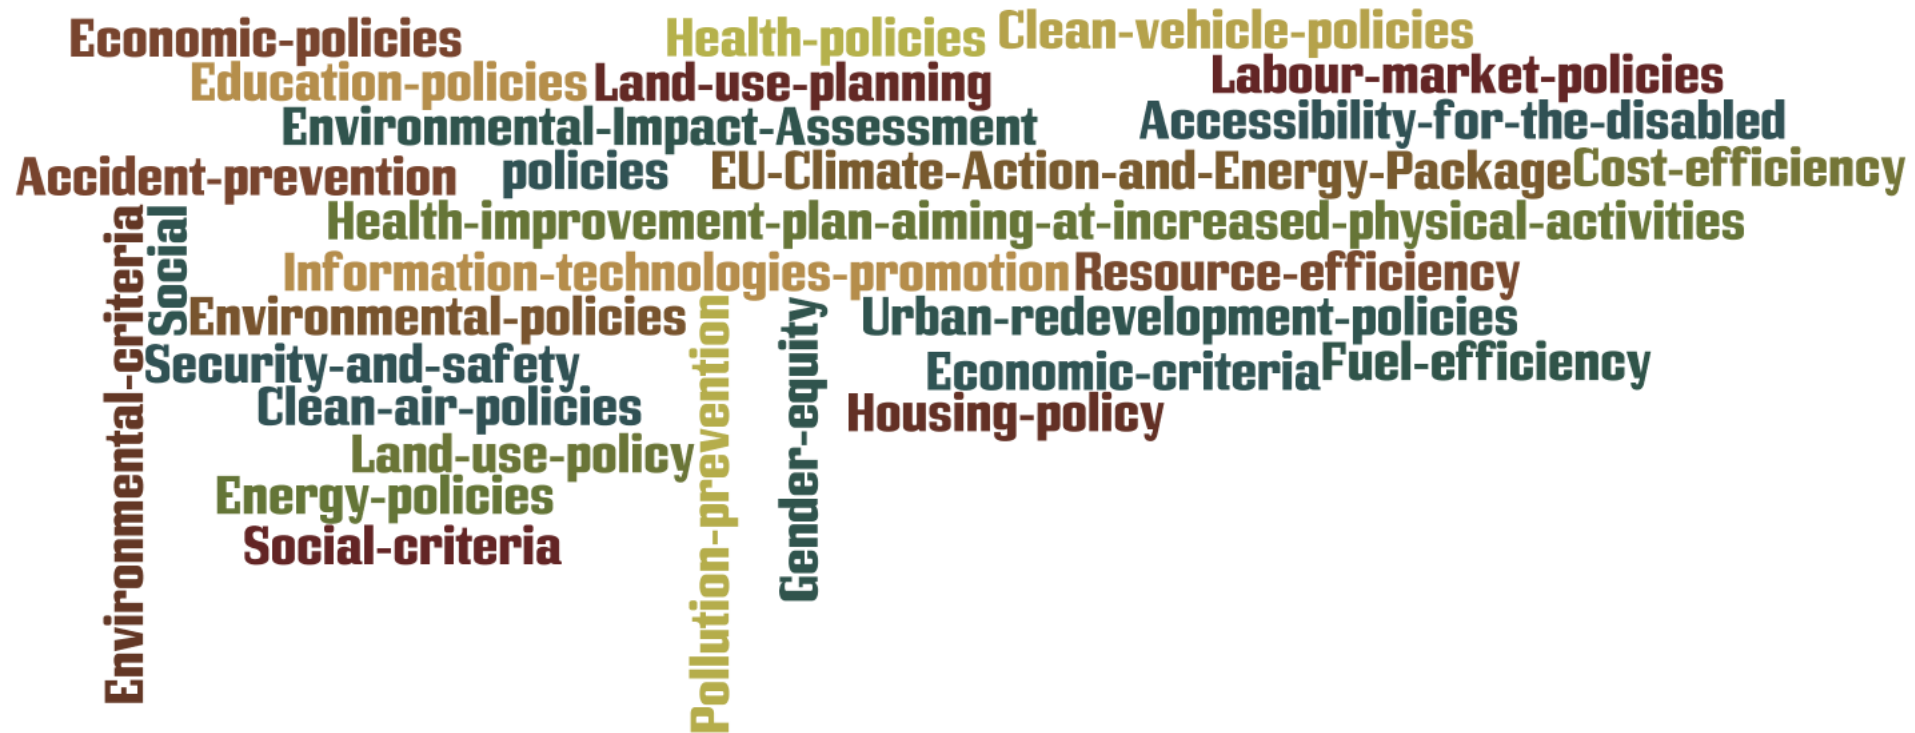 Economic-policies
Health-policies
Clean-vehicle-policies
Education-policies
Land-use-planning
Labour-market-policies
Environmental-Impact-Assessment
Accessibility-for-the-disabled
Accident-prevention
policies
EU-Climate-Action-and-Energy-Package
Cost-efficiency
Environmental-criteria
Social
Health-improvement-plan-aiming-at-increased-physical-activities
Information-technologies-promotion
Resource-efficiency
Environmental-policies
Pollution-prevention
Gender-equity
Urban-redevelopment-policies
Security-and-safety
Economic-criteria
Fuel-efficiency
Clean-air-policies
Housing-policy
Land-use-policy
Energy-policies
Social-criteria